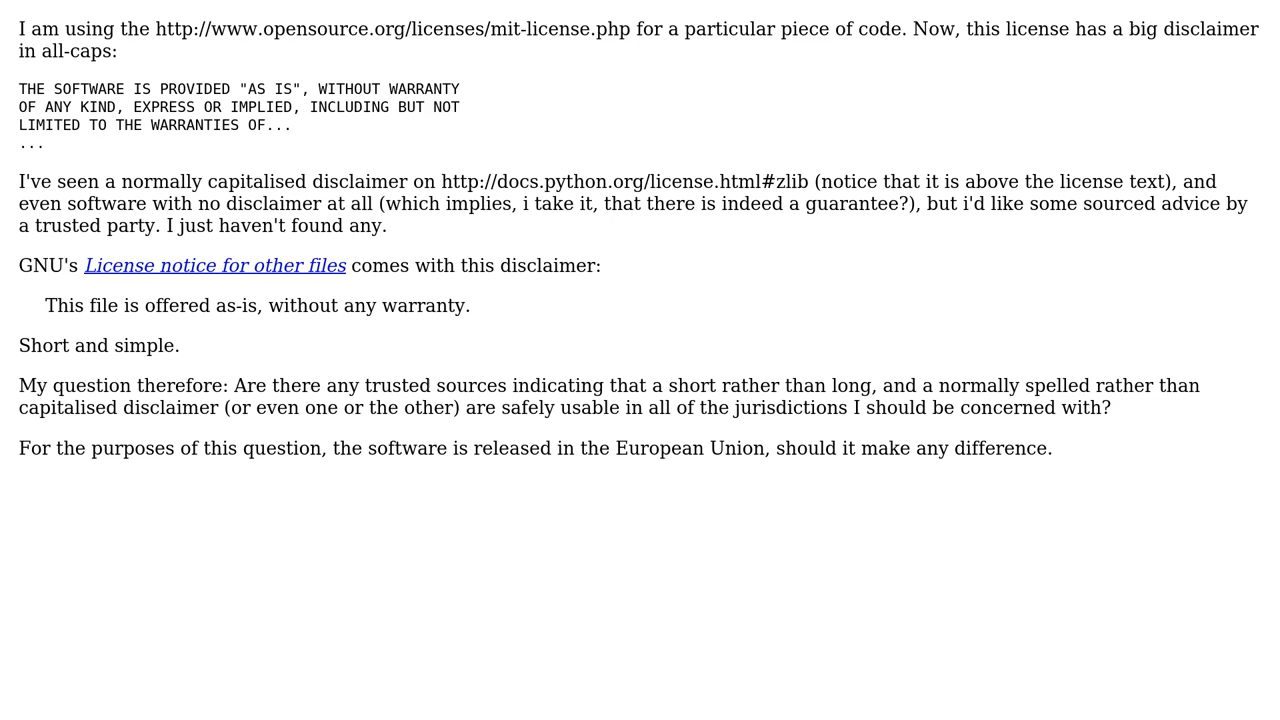 I am using the http://www.opensource.org/licenses/mit-license.php for a particular piece of code. Now, this license has a big disclaimer
in all-caps:
THE SOFTWARE IS PROVIDED "AS IS", WITHOUT WARRANTY
OF ANY KIND, EXPRESS OR IMPLIED, INCLUDING BUT NOT
LIMITED TO THE WARRANTIES OF...
...
I've seen a normally capitalised disclaimer on http://docs.python.org/license.html#zlib (notice that it is above the license text), and
even software with no disclaimer at all (which implies, i take it, that there is indeed a guarantee?), but i'd like some sourced advice by
a trusted party. I just haven't found any.
GNU's License notice for other files comes with this disclaimer:
This file is offered as-is, without any warranty.
Short and simple.
My question therefore: Are there any trusted sources indicating that a short rather than long, and a normally spelled rather than
capitalised disclaimer (or even one or the other) are safely usable in all of the jurisdictions I should be concerned with?
For the purposes of this question, the software is released in the European Union, should it make any difference.